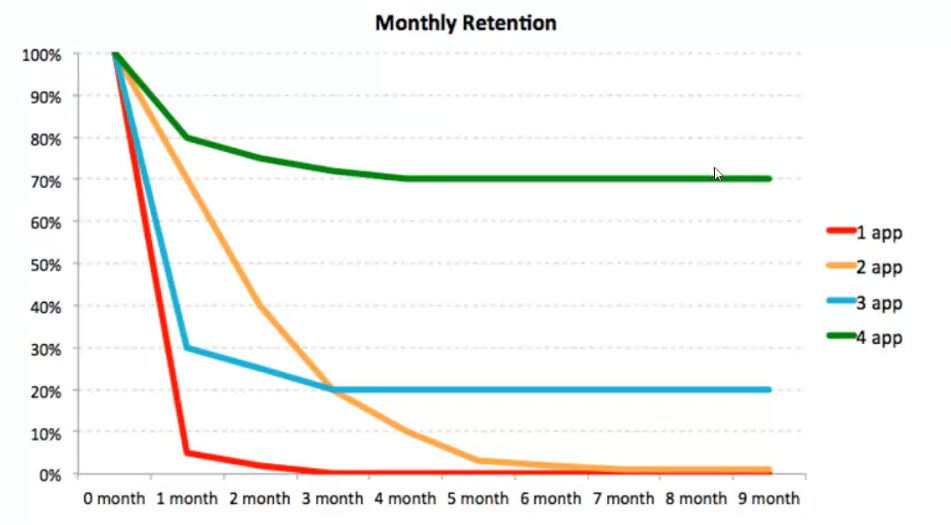 Monthly Retention
100%
90%
80%
70%
60%
50%
40%
30%
20%
10%
0%
0 month 1 month 2 month 3 month 4 month 5 month 6 month 7 month 8 month 9 month
1 app
2 app
3 app
4 app